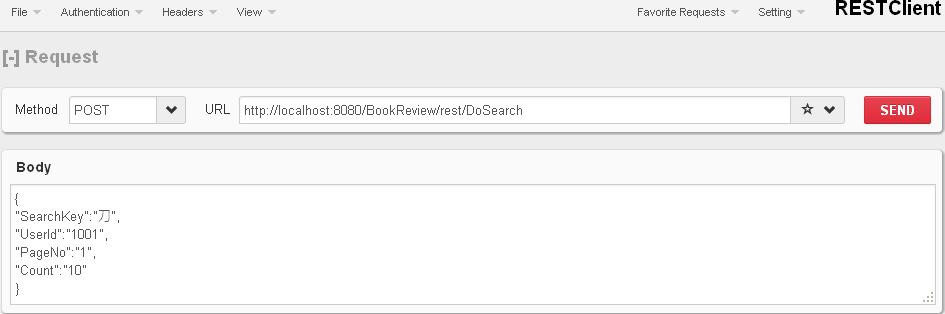 File Authentication Headers View Favorite Requests Setting RESTClient
[-] Request
Method POST URL http://localhost:8080/BookReview/rest/DoSearch SEND
Body
{
"SearchKey":"刀",
"UserId":"1001",
"PageNo":"1",
"Count":"10"
}